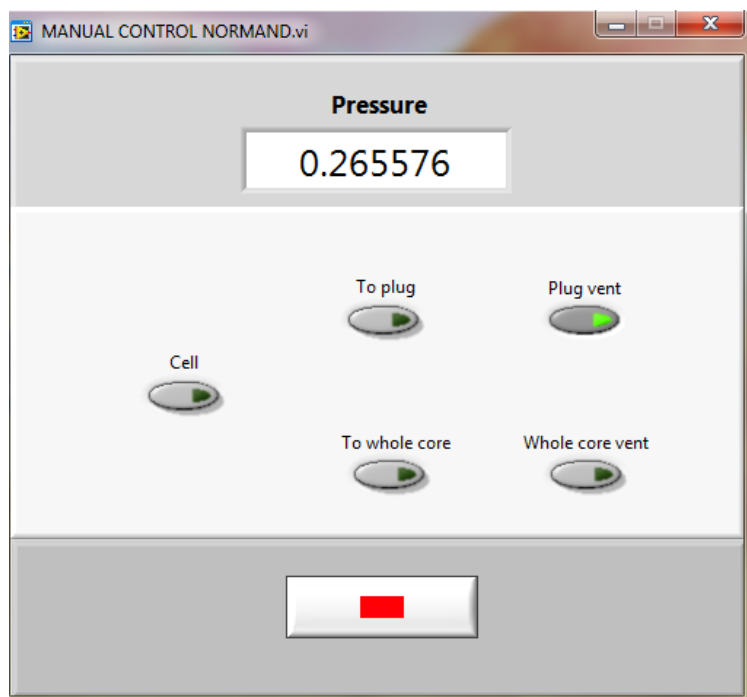 MANUAL CONTROL NORMAND.vi
Pressure
0.265576
To plug
Plug vent
Cell
To whole core
Whole core vent